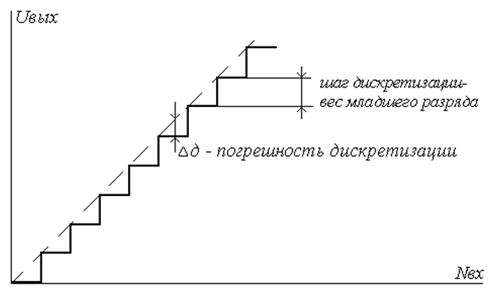 Uвых
шаг дискретизации-
вес младшего разряда
Δд - погрешность дискретизации
Nвх